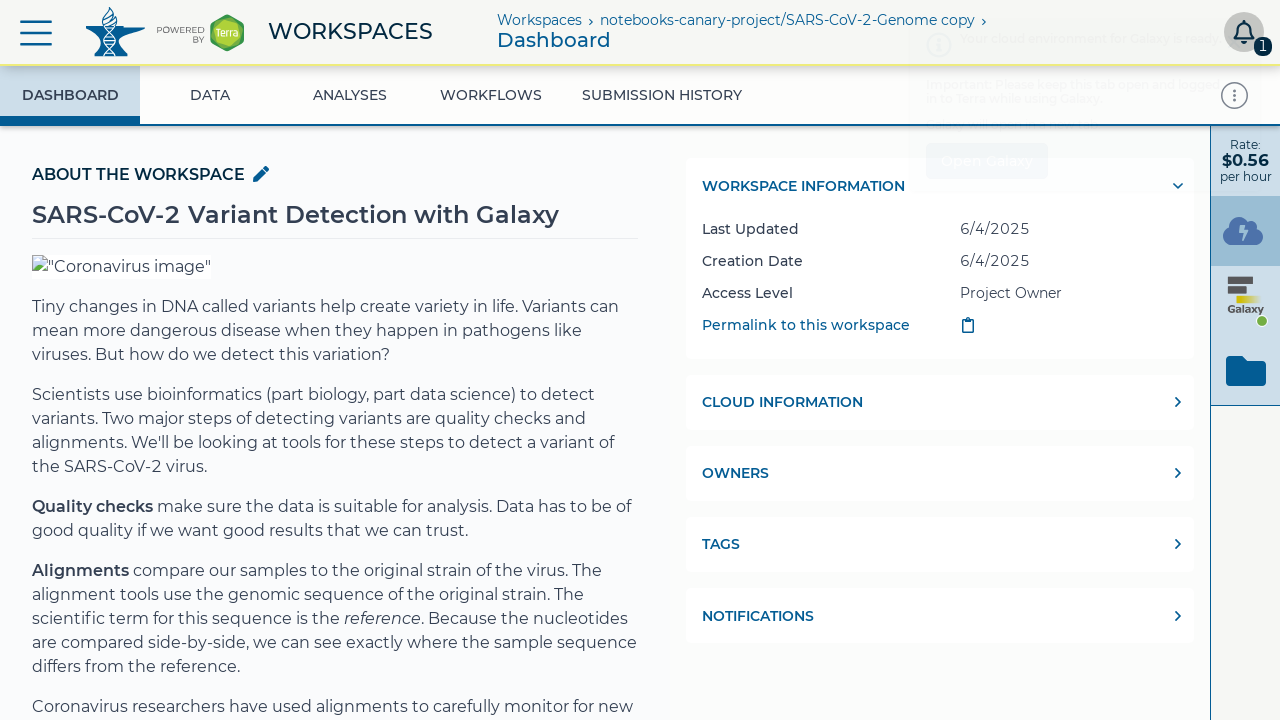 POWERED
BY
Terra
WORKSPACES
Workspaces › notebooks-canary-project/SARS-CoV-2-Genome copy ›
Dashboard
1
Your cloud environment for Galaxy is ready.
Important: Please keep this tab open and logged
in to Terra while using Galaxy.
Open Galaxy
DASHBOARD
DATA
ANALYSES
WORKFLOWS
SUBMISSION HISTORY
Rate:
$0.56
per hour
Galaxy
ABOUT THE WORKSPACE
SARS-CoV-2 Variant Detection with Galaxy
"Coronavirus image"
Tiny changes in DNA called variants help create variety in life. Variants can
mean more dangerous disease when they happen in pathogens like
viruses. But how do we detect this variation?
Scientists use bioinformatics (part biology, part data science) to detect
variants. Two major steps of detecting variants are quality checks and
alignments. We'll be looking at tools for these steps to detect a variant of
the SARS-CoV-2 virus.
Quality checks make sure the data is suitable for analysis. Data has to be of
good quality if we want good results that we can trust.
Alignments compare our samples to the original strain of the virus. The
alignment tools use the genomic sequence of the original strain. The
scientific term for this sequence is the reference. Because the nucleotides
are compared side-by-side, we can see exactly where the sample sequence
differs from the reference.
Coronavirus researchers have used alignments to carefully monitor for new
WORKSPACE INFORMATION
Last Updated 6/4/2025
Creation Date 6/4/2025
Access Level Project Owner
Permalink to this workspace
CLOUD INFORMATION
OWNERS
TAGS
NOTIFICATIONS